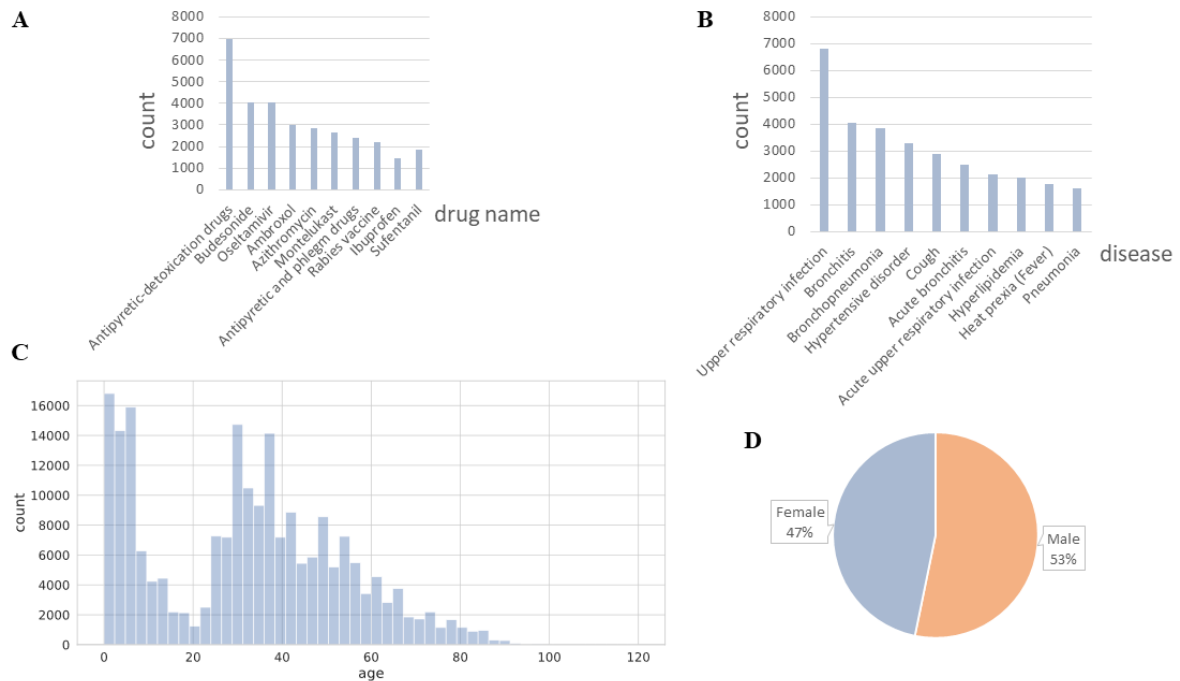 A
8000
7000
6000
5000
4000
3000
2000
1000
0
count
Antipyretic-detoxication drugs
Budesonide
Oseltamivir
Ambroxol
Azithromycin
Montelukast
Antipyretic and phlegm drugs
Rabies vaccine
Ibuprofen
Sufentanil
drug name
B
8000
7000
6000
5000
4000
3000
2000
1000
0
count
Upper respiratory infection
Bronchitis
Bronchopneumonia
Hypertensive disorder
Cough
Acute bronchitis
Acute upper respiratory infection
Hyperlipidemia
Heat prexia (Fever)
Pneumonia
disease
C
16000
14000
12000
10000
8000
6000
4000
2000
0
count
0 20 40 60 80 100 120
age
D
Female
47%
Male
53%